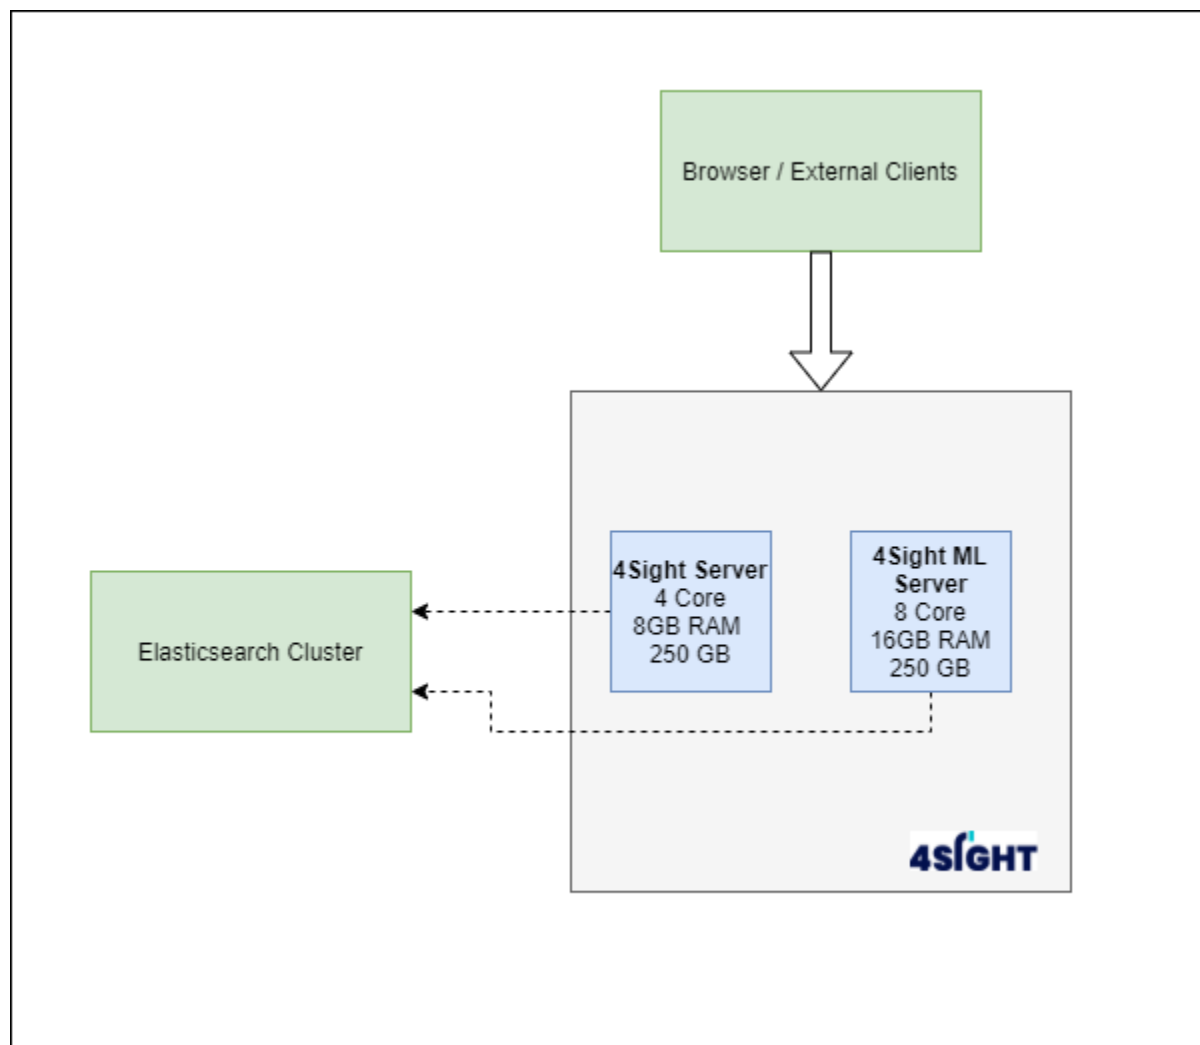 Browser / External Clients
4Sight Server
4 Core
8GB RAM
250 GB
4Sight ML
Server
8 Core
16GB RAM
250 GB
Elasticsearch Cluster
4SIGHT